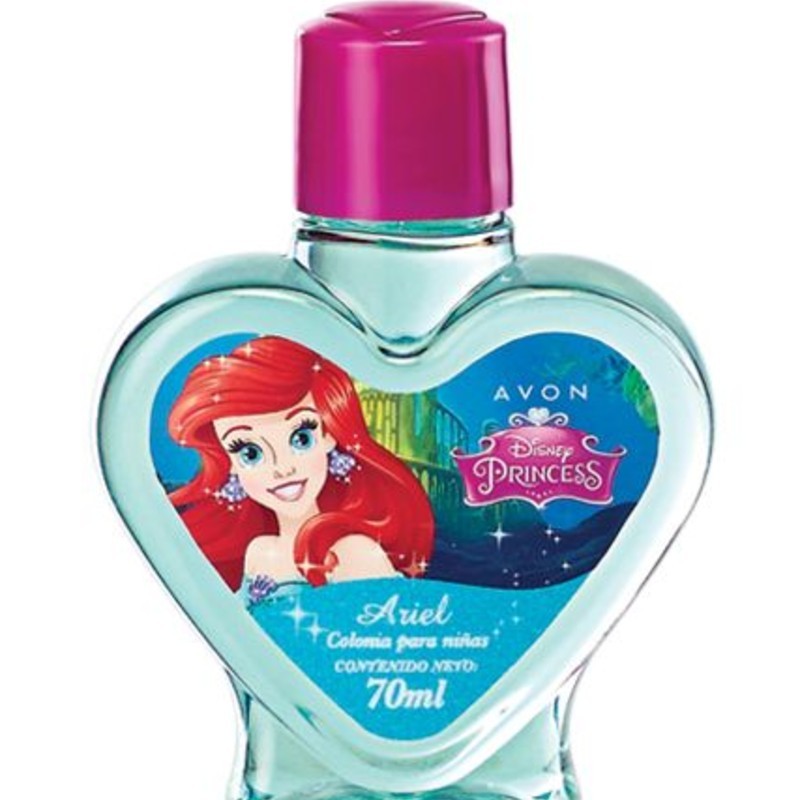 AVON
Disney
PRINCESS
Ariel
Colonia para niñas
CONTENIDO NETO:
70ml